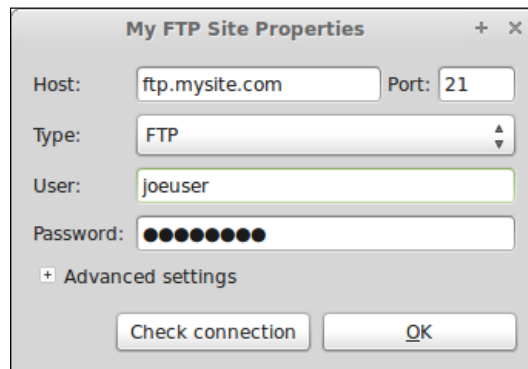 My FTP Site Properties
Host: ftp.mysite.com Port: 21
Type: FTP
User: joeuser
Password: ●●●●●●●●
Advanced settings
Check connection OK